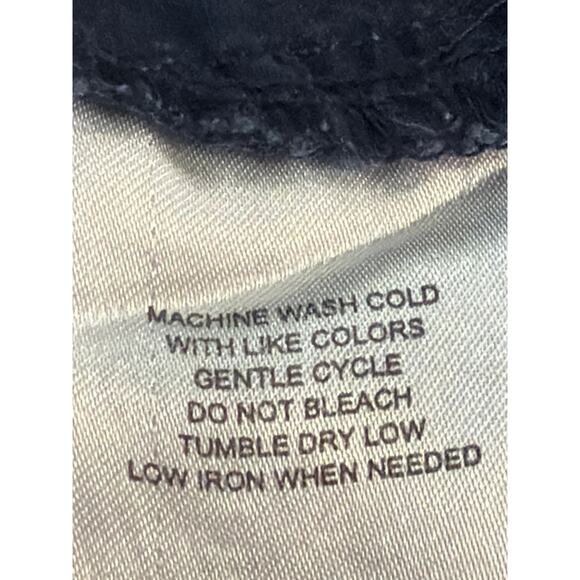 MACHINE WASH COLD
WITH LIKE COLORS
GENTLE CYCLE
DO NOT BLEACH
TUMBLE DRY LOW
LOW IRON WHEN NEEDED